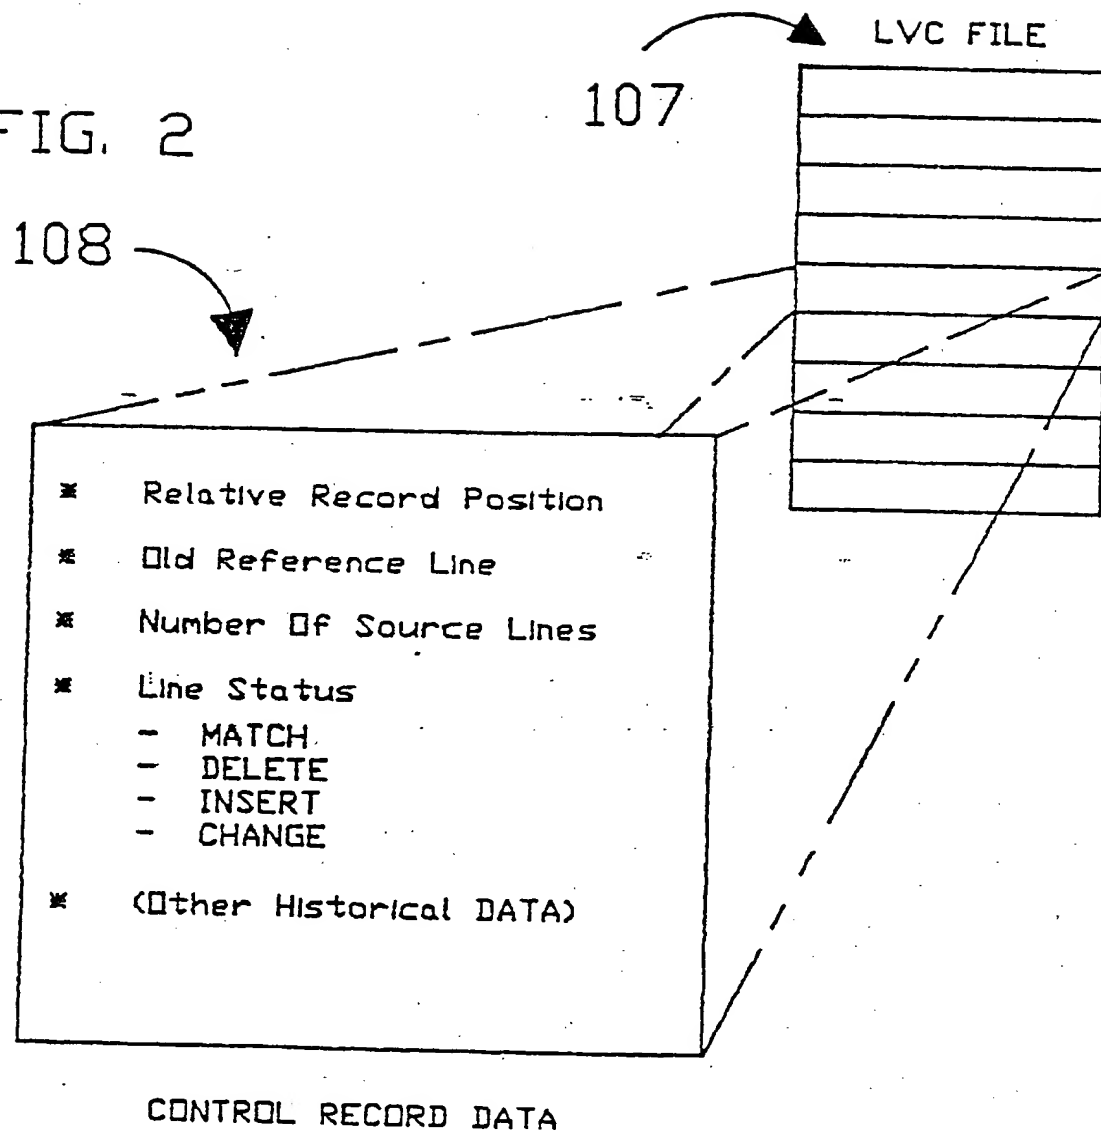 LVC FILE
107
FIG. 2
108
* Relative Record Position
* Old Reference Line
* Number Of Source Lines
* Line Status
- MATCH
- DELETE
- INSERT
- CHANGE
* (Other Historical DATA)
CONTROL RECORD DATA